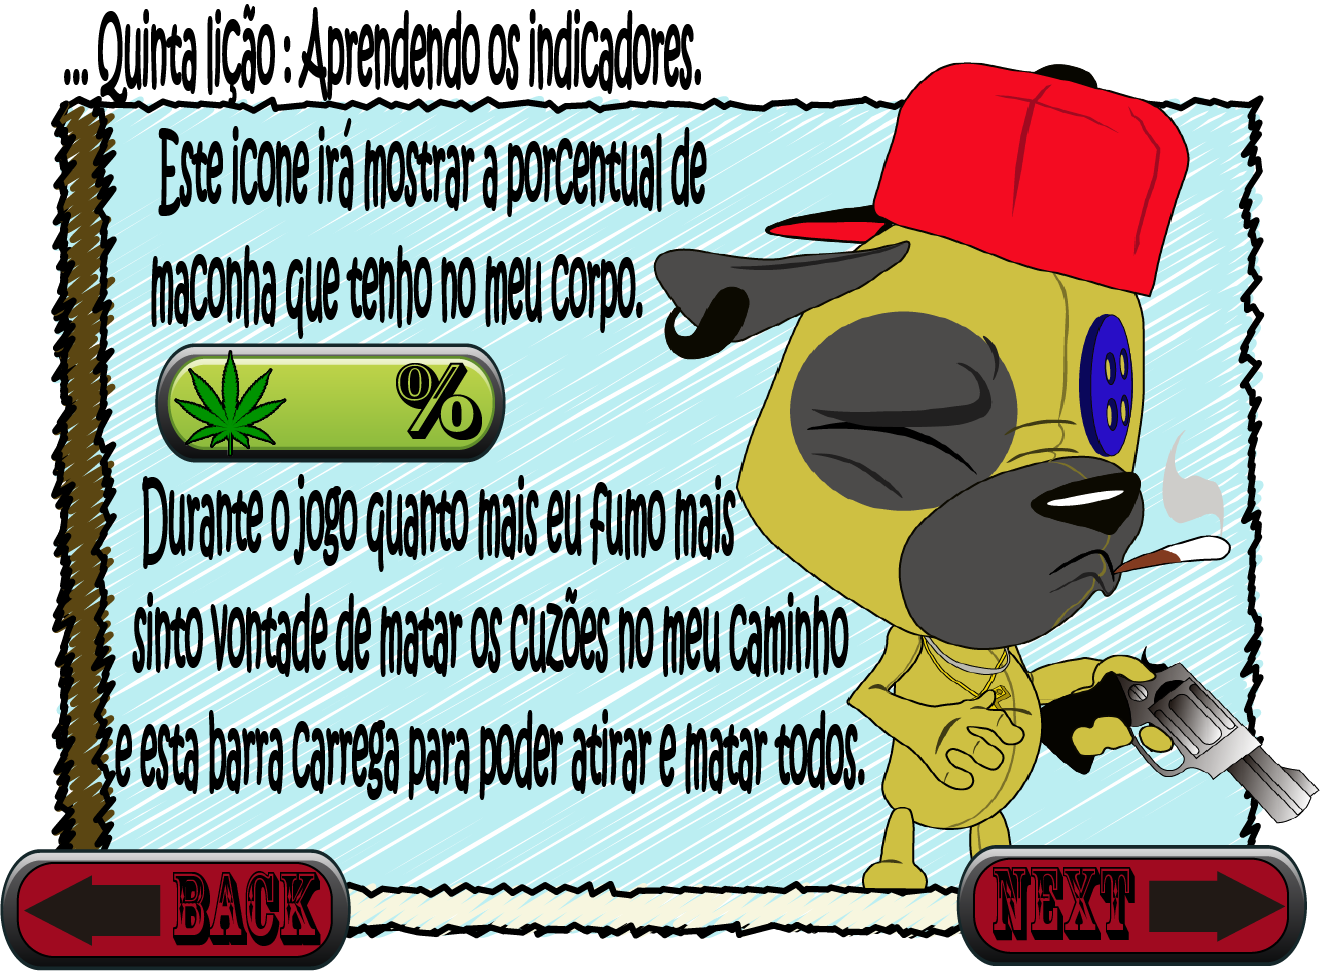 ... Quinta lição : Aprendendo os indicadores.
Este icone irá mostrar a porcentual de
maconha que tenho no meu corpo.
%
Durante o jogo quanto mais eu fumo mais
sinto vontade de matar os cuzões no meu caminho
e esta barra carrega para poder atirar e matar todos.
BACK
NEXT